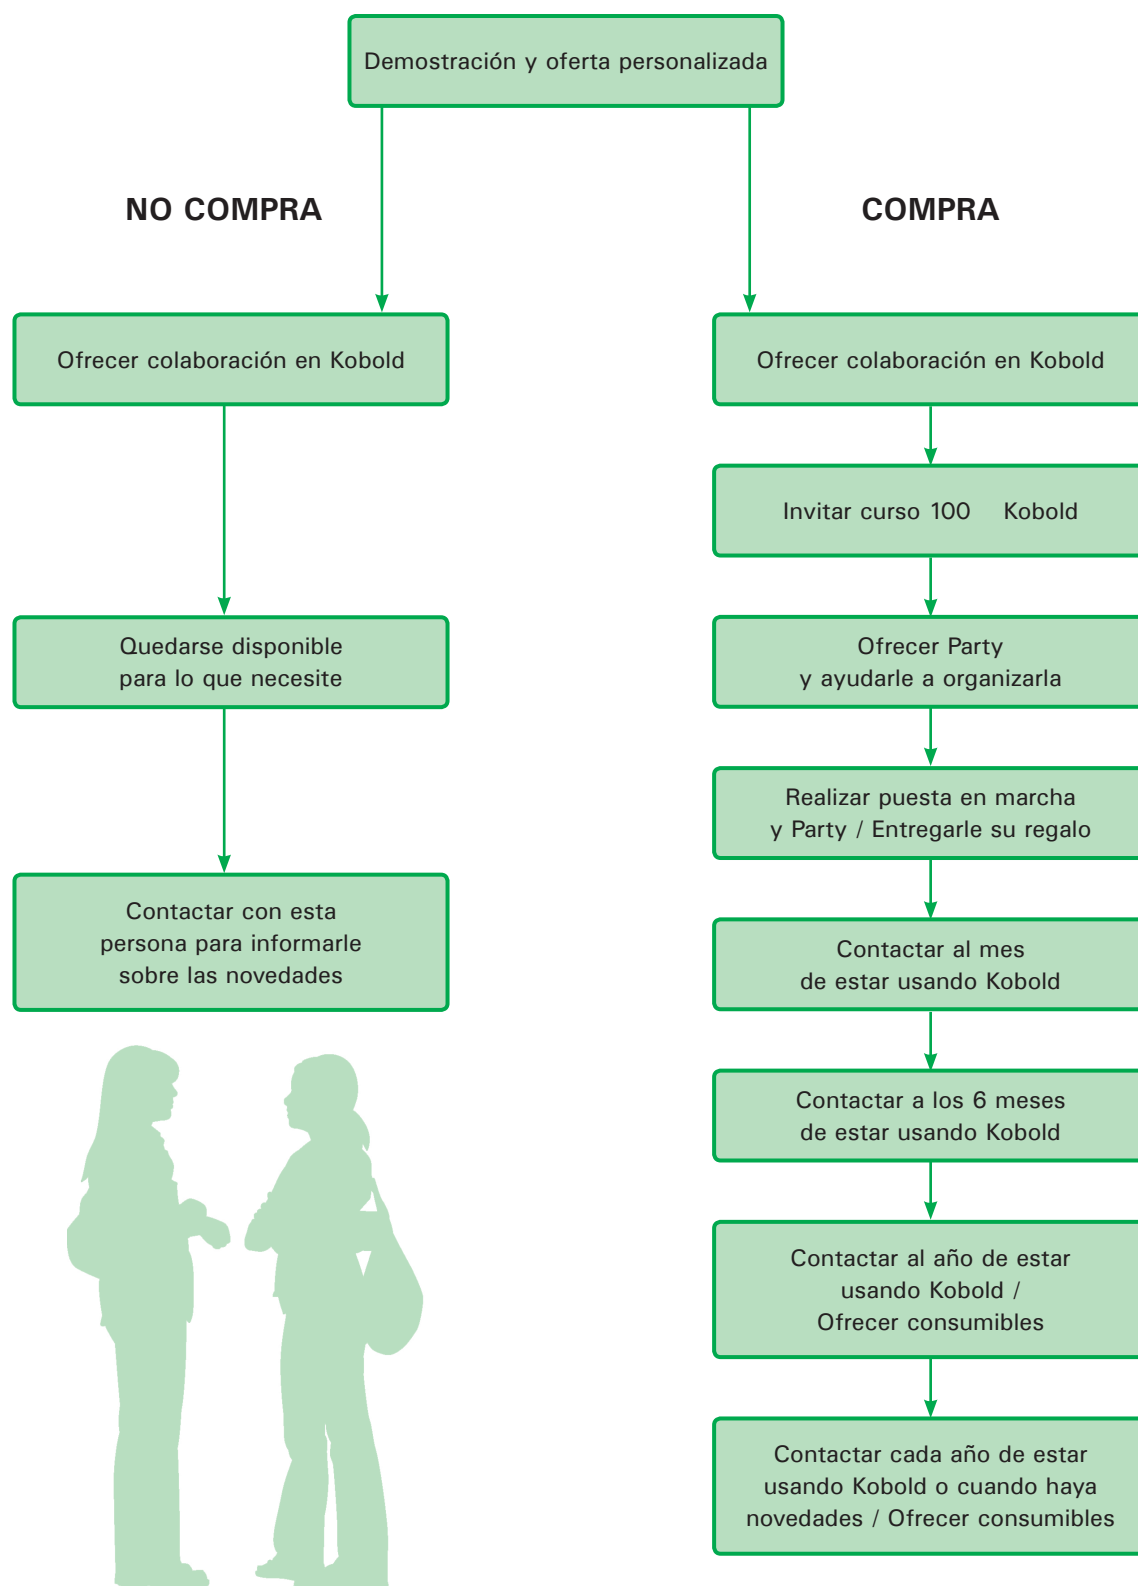 Demostración y oferta personalizada
NO COMPRA
Ofrecer colaboración en Kobold
Quedarse disponible
para lo que necesite
Contactar con esta
persona para informarle
sobre las novedades
COMPRA
Ofrecer colaboración en Kobold
Invitar curso 100 Kobold
Ofrecer Party
y ayudarle a organizarla
Realizar puesta en marcha
y Party / Entregarle su regalo
Contactar al mes
de estar usando Kobold
Contactar a los 6 meses
de estar usando Kobold
Contactar al año de estar
usando Kobold /
Ofrecer consumibles
Contactar cada año de estar
usando Kobold o cuando haya
novedades / Ofrecer consumibles